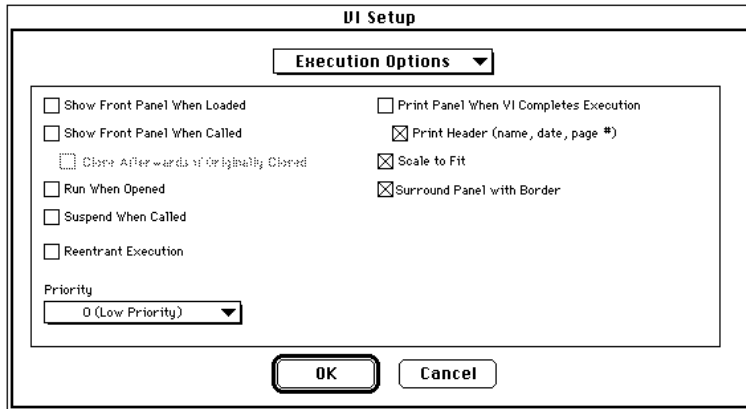 VI Setup
Execution Options
Show Front Panel When Loaded
Show Front Panel When Called
Close Afterwards if Originally Closed
Run When Opened
Suspend When Called
Reentrant Execution
Priority
0 (Low Priority)
Print Panel When VI Completes Execution
Print Header (name, date, page #)
Scale to Fit
Surround Panel with Border
OK
Cancel